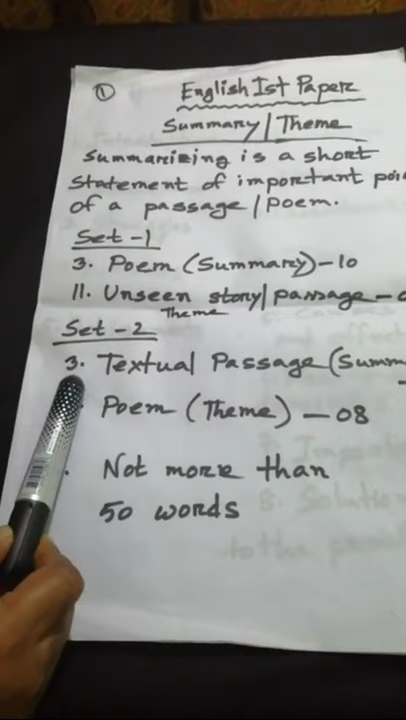 ①
English Ist Paper
Summary/Theme
Summarizing is a short
Statement of important
of a passage/poem.
Set-1
3. Poem (Summary)-10
11. Unseen story/passage-
Theme
Set-2
3. Textual Passage (Summ
Poem (Theme) - 08
Not more than
50 words
8. Solution